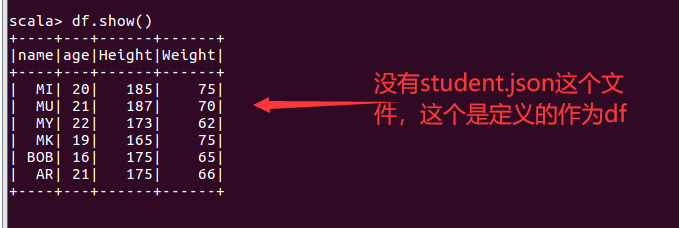 scala> df.show()
+----+---+------+------+
|name|age|Height|Weight|
+----+---+------+------+
|  MI| 20|   185|    75|
|  MU| 21|   187|    70|
|  MY| 22|   173|    62|
|  MK| 19|   165|    75|
| BOB| 16|   175|    65|
|  AR| 21|   175|    66|
+----+---+------+------+
没有student.json这个文
件，这个是定义的作为df